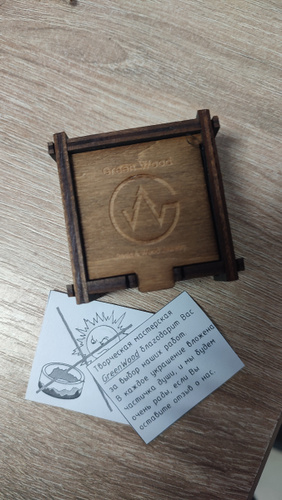 Творческая мастерская
GreenWood благодарит Вас
за выбор наших работ.
В каждое украшение вложена
частичка души, и мы будем
очень рады, если Вы
оставите отзыв о нас.